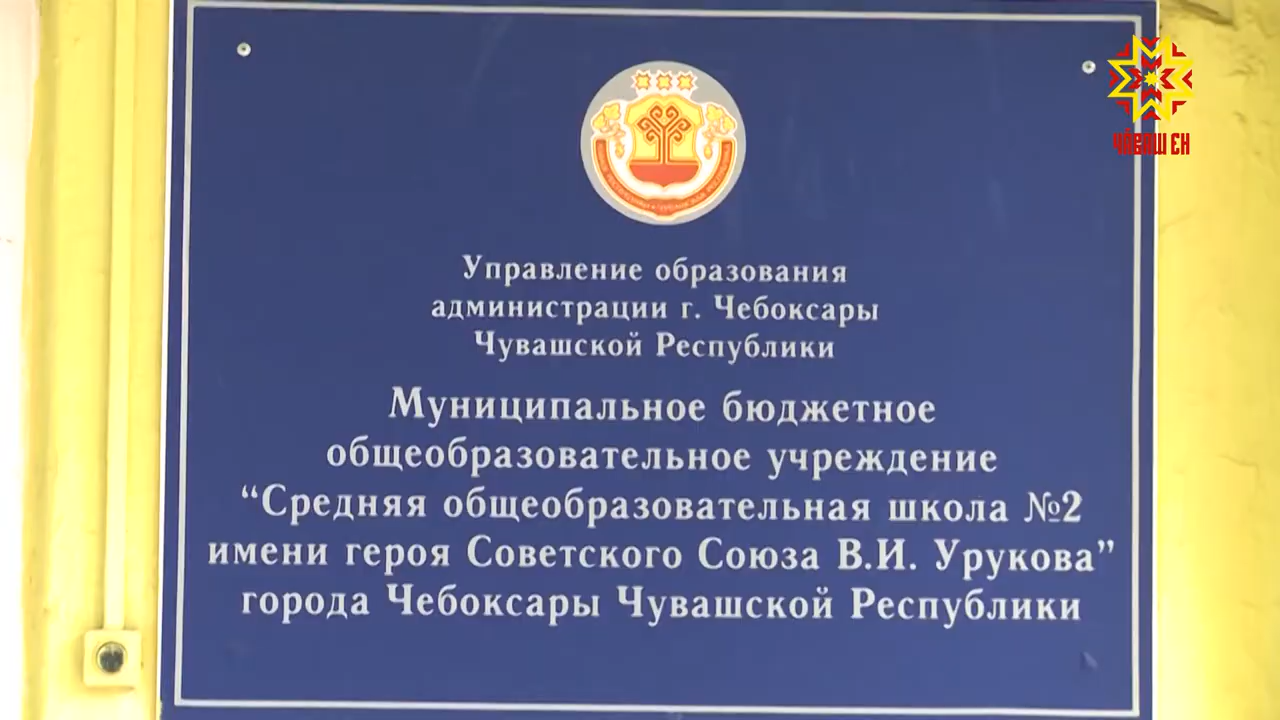 ЧӐВАШ ЕН
Управление образования
администрации г. Чебоксары
Чувашской Республики
Муниципальное бюджетное
общеобразовательное учреждение
“Средняя общеобразовательная школа №2
имени героя Советского Союза В.И. Урукова”
города Чебоксары Чувашской Республики